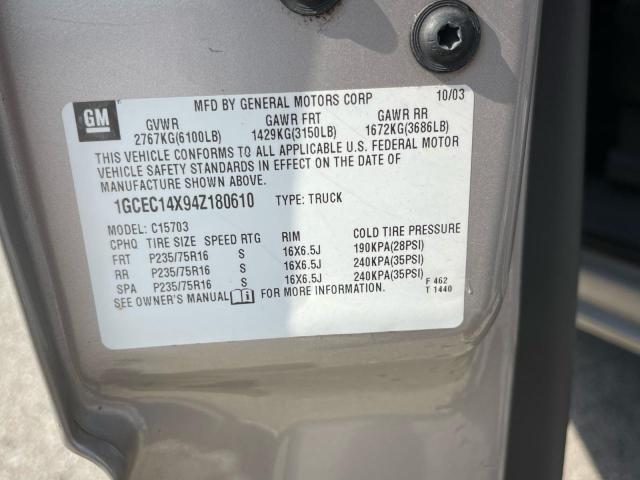 GM
MFD BY GENERAL MOTORS CORP 10/03
GVWR GAWR FRT GAWR RR
2767KG(6100LB) 1429KG(3150LB) 1672KG(3686LB)
THIS VEHICLE CONFORMS TO ALL APPLICABLE U.S. FEDERAL MOTOR
VEHICLE SAFETY STANDARDS IN EFFECT ON THE DATE OF
MANUFACTURE SHOWN ABOVE.
1GCEC14X94Z180610 TYPE: TRUCK
MODEL: C15703
CPHQ TIRE SIZE SPEED RTG RIM COLD TIRE PRESSURE
FRT P235/75R16 S 16X6.5J 190KPA(28PSI)
RR P235/75R16 S 16X6.5J 240KPA(35PSI)
SPA P235/75R16 S 16X6.5J 240KPA(35PSI)
SEE OWNER'S MANUAL FOR MORE INFORMATION.
F 462
T 1440